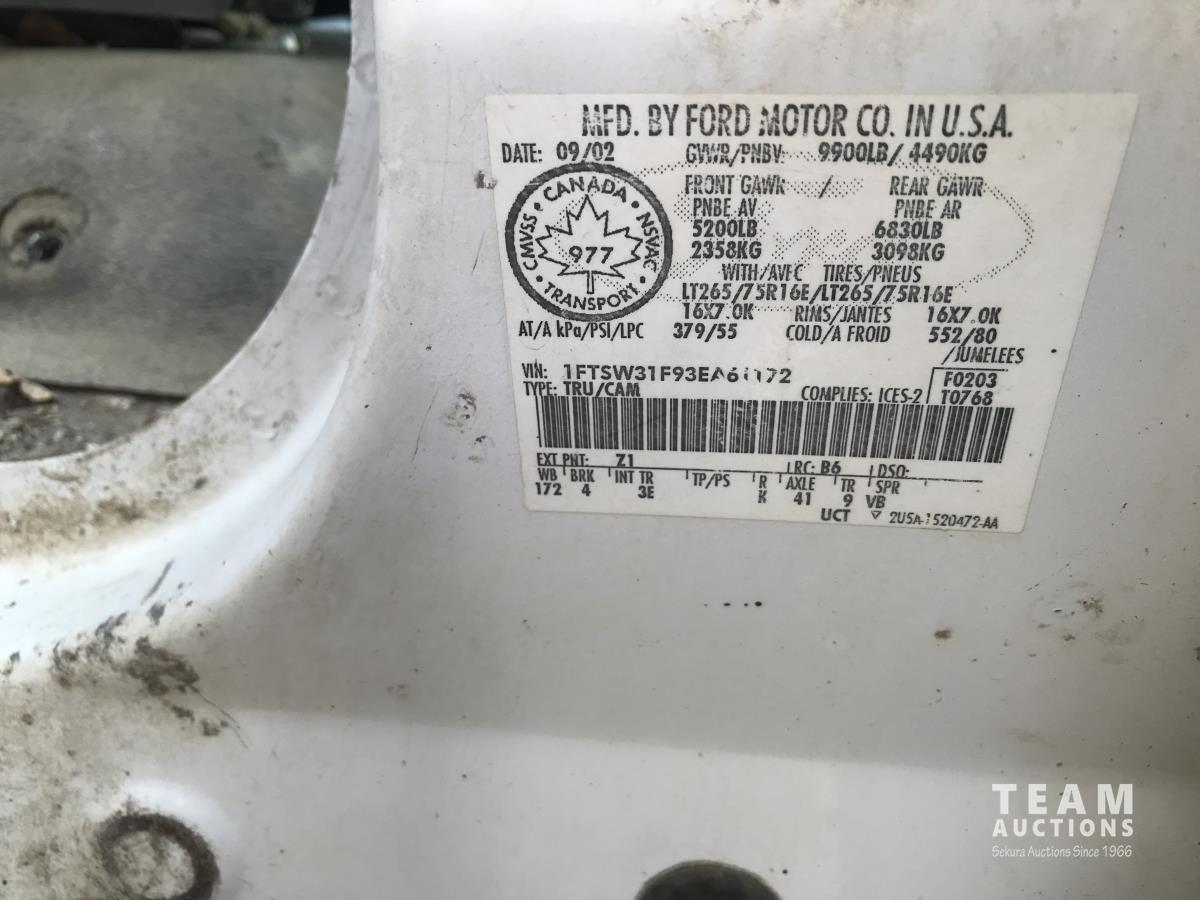 MFD. BY FORD MOTOR CO. IN U.S.A.
DATE: 09/02 GVWR/PNBV: 9900LB/ 4490KG
FRONT GAWR / REAR GAWR
PNBE AV PNBE AR
5200LB 6830LB
2358KG 3098KG
WITH/AVEC TIRES/PNEUS
LT265/75R16E/LT265/75R16E
16X7.0K RIMS/JANTES 16X7.0K
AT/A kPa/PSI/LPC 379/55 COLD/A FROID 552/80
/JUMELEES
CANADA
CMVSS 977 NSVAC
TRANSPORT
VIN:
F0203
TYPE: TRU/CAM COMPLIES: ICES-2 T0768
EXT PNT: Z1 RC: B6 DSO:
WB BRK INT TR TP/PS R AXLE TR SPR
172 4 3E K 41 9 VB
UCT 2U5A-1520472-AA
TEAM
AUCTIONS
Sekura Auctions Since 1966